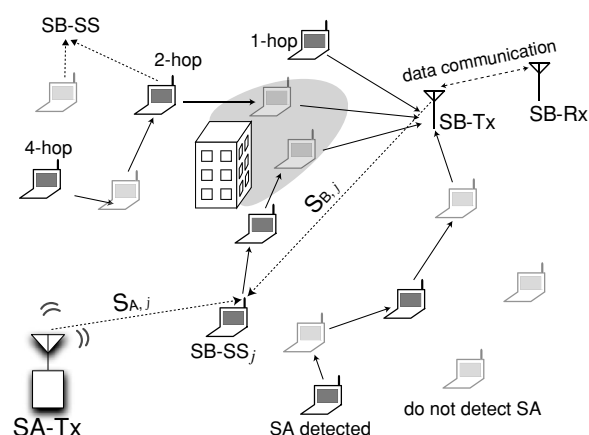 SB-SS
2-hop
1-hop
data communication
SB-Tx
SB-Rx
4-hop
SB, j
SA, j
SB-SSj
SA-Tx
SA detected
do not detect SA